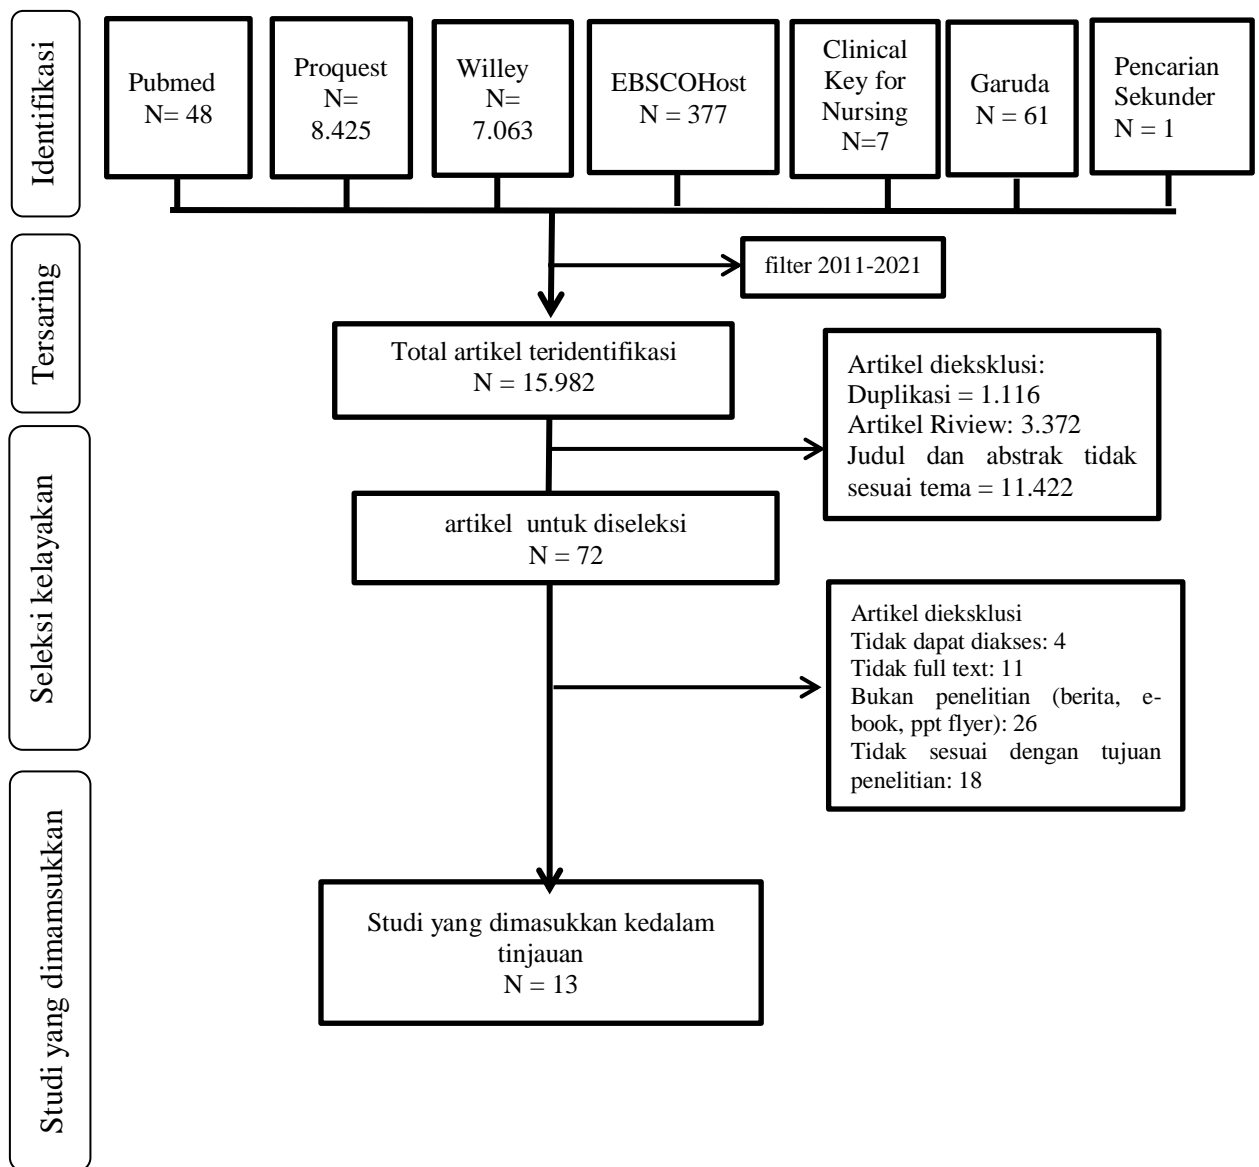 Identifikasi
Pubmed
N= 48
Proquest
N=
8.425
Willey
N=
7.063
EBSCOHost
N = 377
Clinical
Key for
Nursing
N=7
Garuda
N = 61
Pencarian
Sekunder
N = 1
Tersaring
filter 2011-2021
Total artikel teridentifikasi
N = 15.982
Artikel dieksklusi:
Duplikasi = 1.116
Artikel Riview: 3.372
Judul dan abstrak tidak
sesuai tema = 11.422
Seleksi kelayakan
artikel untuk diseleksi
N = 72
Artikel dieksklusi
Tidak dapat diakses: 4
Tidak full text: 11
Bukan penelitian (berita, e-
book, ppt flyer): 26
Tidak sesuai dengan tujuan
penelitian: 18
Studi yang dimamsukkan
Studi yang dimasukkan kedalam
tinjauan
N = 13